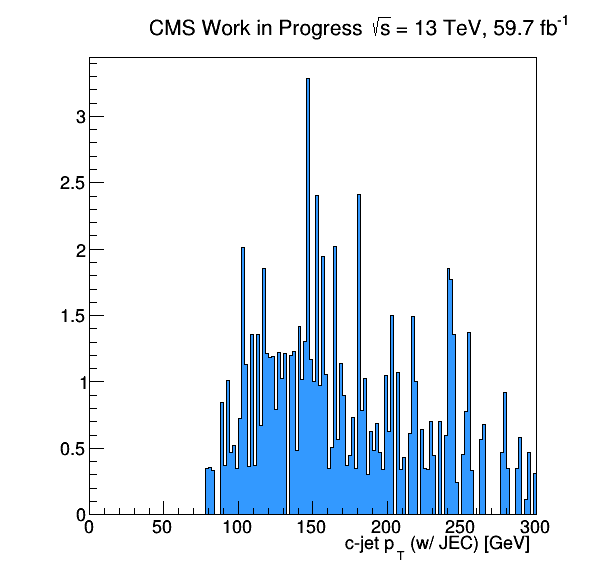 CMS Work in Progress √s = 13 TeV, 59.7 fb⁻¹
3
2.5
2
1.5
1
0.5
0
0 50 100 150 200 250 300
c-jet p_T (w/ JEC) [GeV]